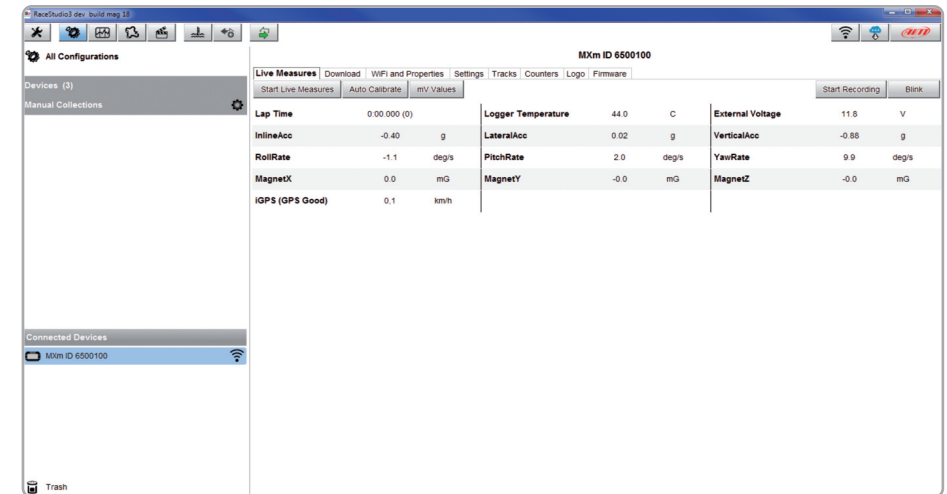 RaceStudio3 dev build mag 18
AiM
All Configurations
MXm ID 6500100
Live Measures Download WiFi and Properties Settings Tracks Counters Logo Firmware
Devices (3)
Start Live Measures Auto Calibrate mV Values Start Recording Blink
Manual Collections
Lap Time 0:00.000 (0) Logger Temperature 44.0 C External Voltage 11.8 V
InlineAcc -0.40 g LateralAcc 0.02 g VerticalAcc -0.88 g
RollRate -1.1 deg/s PitchRate 2.0 deg/s YawRate 9.9 deg/s
MagnetX 0.0 mG MagnetY -0.0 mG MagnetZ -0.0 mG
iGPS (GPS Good) 0,1 km/h
Connected Devices
MXm ID 6500100
Trash